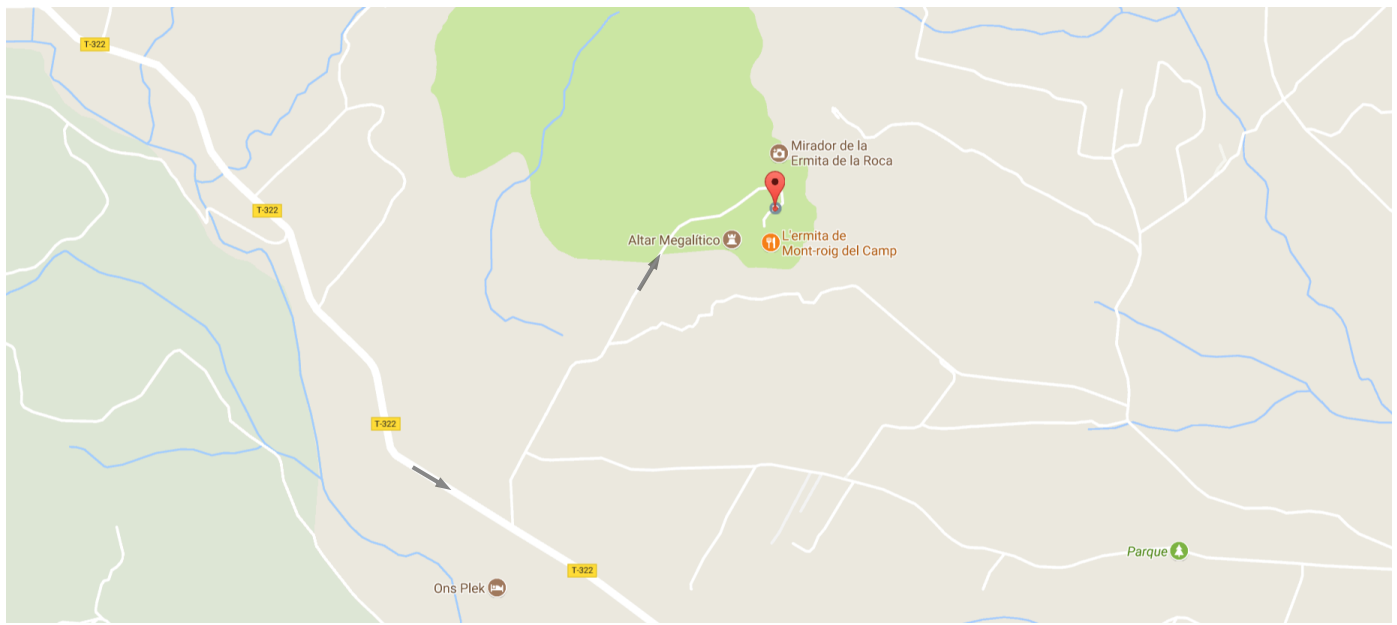 T-322
Mirador de la
Ermita de la Roca
T-322
Altar Megalítico
L'ermita de
Mont-roig del Camp
T-322
Parque
T-322
Ons Plek